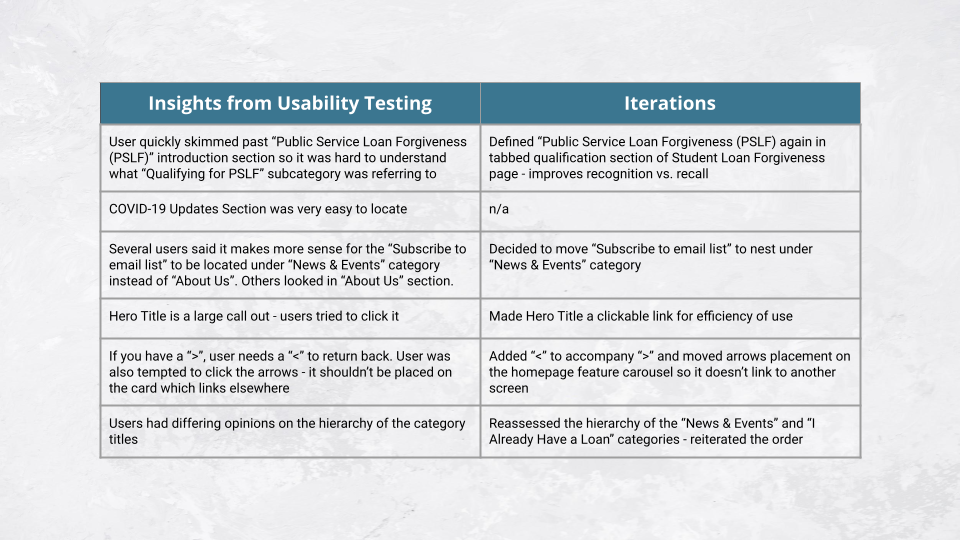 Insights from Usability Testing
Iterations
User quickly skimmed past “Public Service Loan Forgiveness
(PSLF)” introduction section so it was hard to understand
what “Qualifying for PSLF” subcategory was referring to
Defined “Public Service Loan Forgiveness (PSLF) again in
tabbed qualification section of Student Loan Forgiveness
page - improves recognition vs. recall
COVID-19 Updates Section was very easy to locate
n/a
Several users said it makes more sense for the “Subscribe to
email list” to be located under “News & Events” category
instead of “About Us”. Others looked in “About Us” section.
Decided to move “Subscribe to email list” to nest under
“News & Events” category
Hero Title is a large call out - users tried to click it
Made Hero Title a clickable link for efficiency of use
If you have a “>”, user needs a “<” to return back. User was
also tempted to click the arrows - it shouldn’t be placed on
the card which links elsewhere
Added “<” to accompany “>” and moved arrows placement on
the homepage feature carousel so it doesn’t link to another
screen
Users had differing opinions on the hierarchy of the category
titles
Reassessed the hierarchy of the “News & Events” and “I
Already Have a Loan” categories - reiterated the order